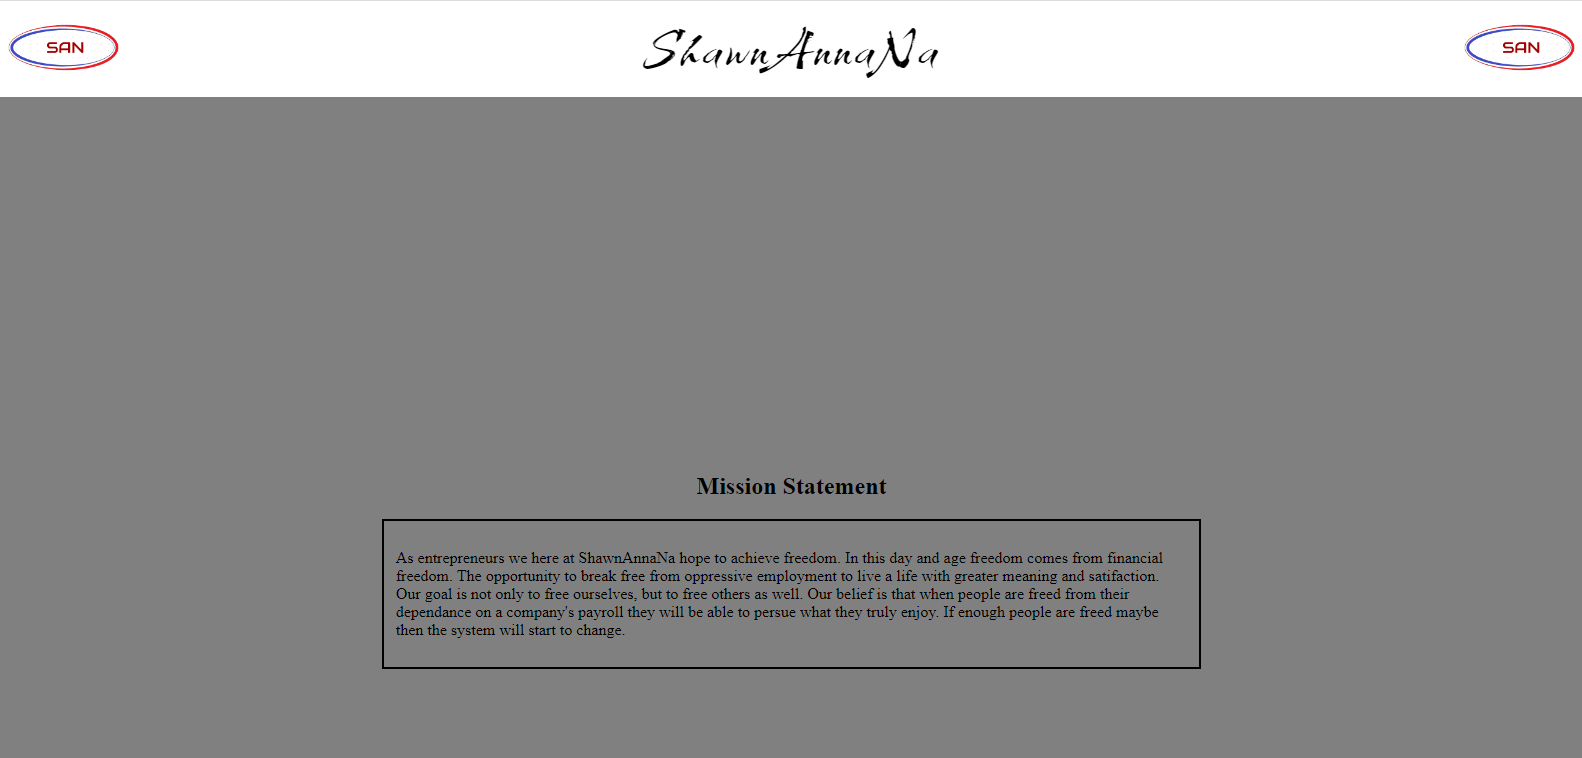 SAN
ShawnAnnaNa
SAN
Mission Statement
As entrepreneurs we here at ShawnAnnaNa hope to achieve freedom. In this day and age freedom comes from financial
freedom. The opportunity to break free from oppressive employment to live a life with greater meaning and satifaction.
Our goal is not only to free ourselves, but to free others as well. Our belief is that when people are freed from their
dependance on a company's payroll they will be able to persue what they truly enjoy. If enough people are freed maybe
then the system will start to change.